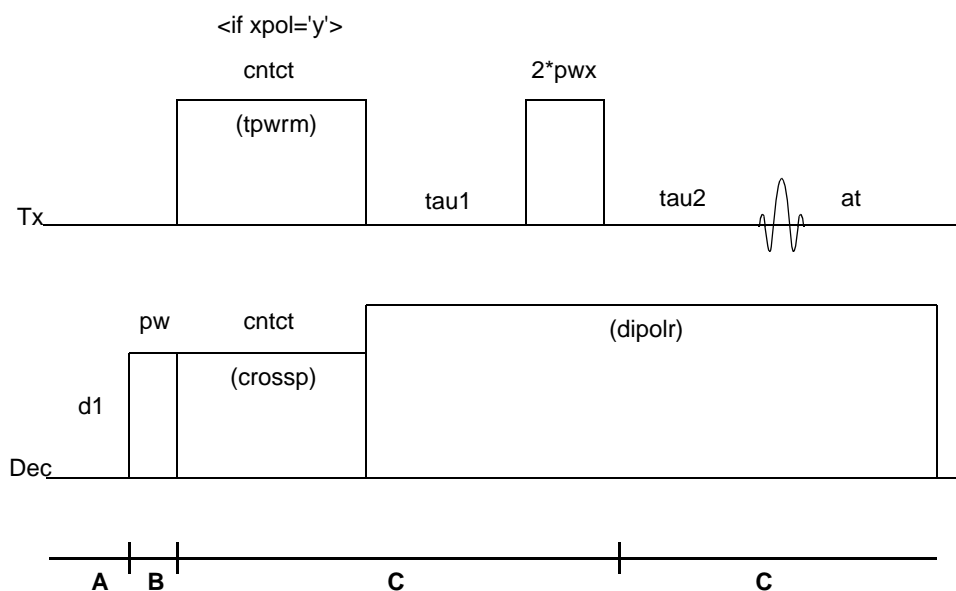 <if xpol='y'>
cntct
2*pwx
(tpwrm)
tau1
tau2
at
Tx
pw
cntct
(dipolr)
(crossp)
d1
Dec
A B C C